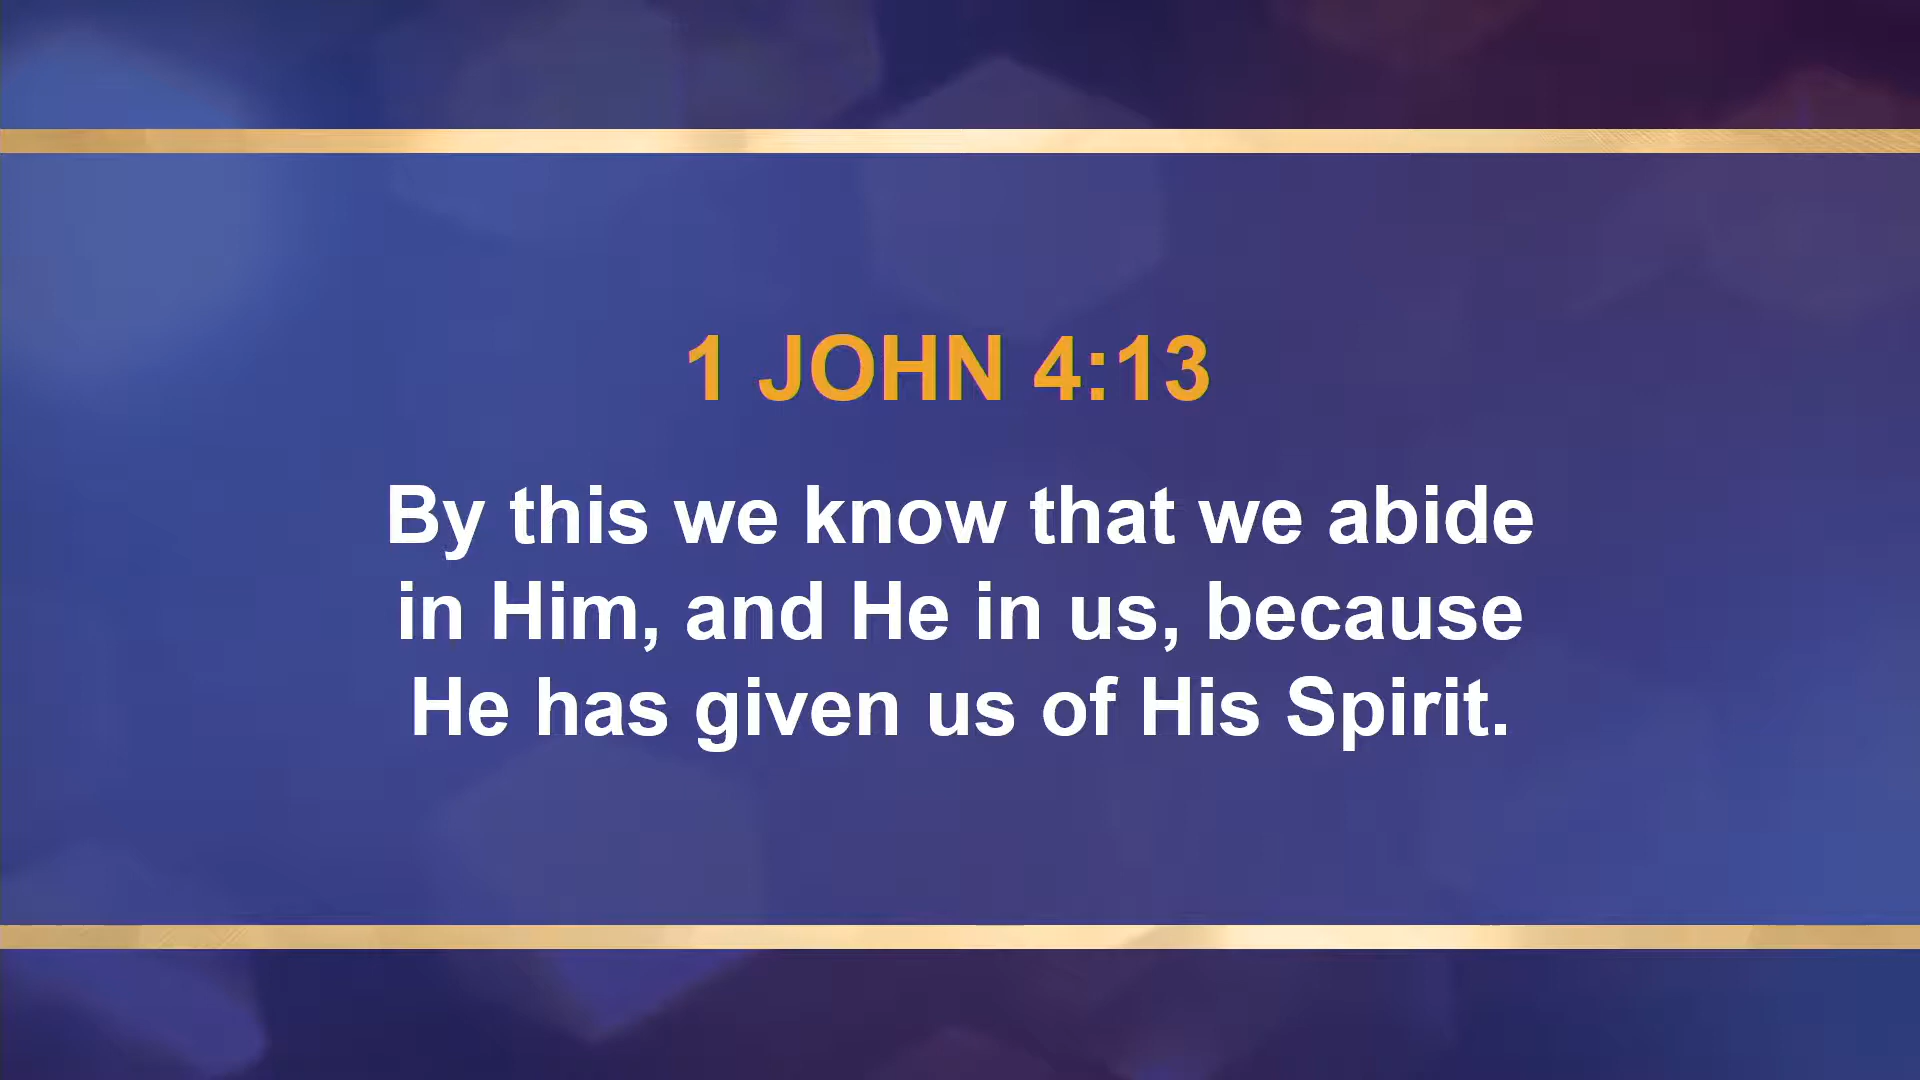 1 JOHN 4:13
By this we know that we abide
in Him, and He in us, because
He has given us of His Spirit.